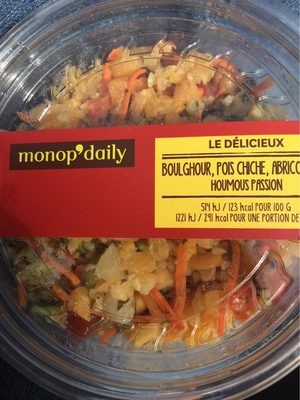 monop'daily
LE DÉLICIEUX
BOULGHOUR, POIS CHICHE, ABRICO
HOUMOUS PASSION
514 kJ / 123 kcal POUR 100 G
1221 kJ / 291 kcal POUR UNE PORTION DE